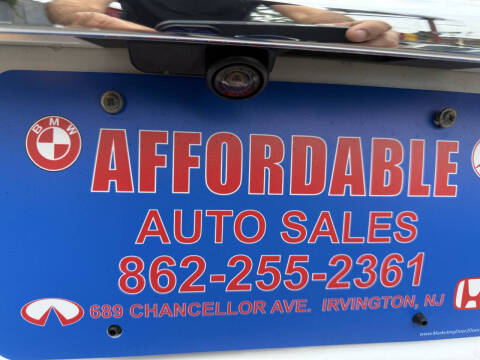 BMW
AFFORDABLE
AUTO SALES
862-255-2361
689 CHANCELLOR AVE. IRVINGTON, NJ